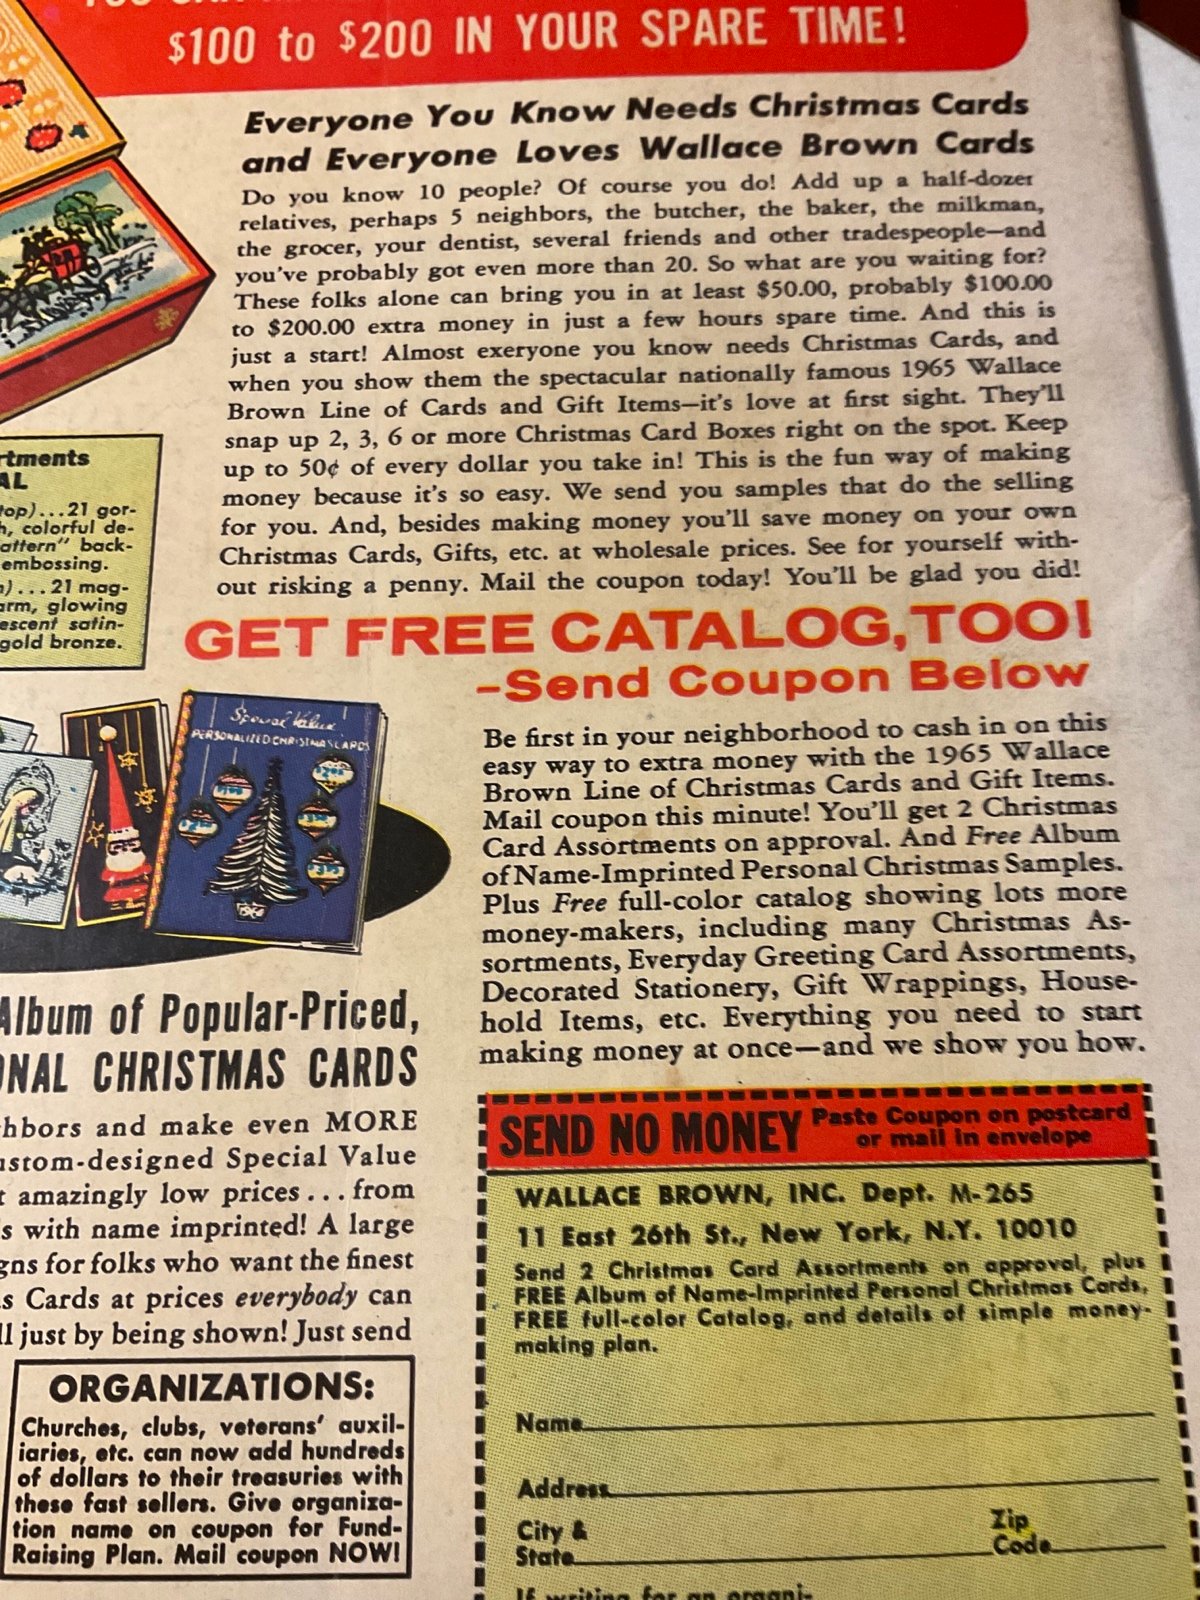 $100 to $200 IN YOUR SPARE TIME!
Everyone You Know Needs Christmas Cards
and Everyone Loves Wallace Brown Cards
Do you know 10 people? Of course you do! Add up a half-dozer
relatives, perhaps 5 neighbors, the butcher, the baker, the milkman,
the grocer, your dentist, several friends and other tradespeople—and
you've probably got even more than 20. So what are you waiting for?
These folks alone can bring you in at least $50.00, probably $100.00
to $200.00 extra money in just a few hours spare time. And this is
just a start! Almost exeryone you know needs Christmas Cards, and
when you show them the spectacular nationally famous 1965 Wallace
Brown Line of Cards and Gift Items—it's love at first sight. They'll
snap up 2, 3, 6 or more Christmas Card Boxes right on the spot. Keep
up to 50¢ of every dollar you take in! This is the fun way of making
money because it's so easy. We send you samples that do the selling
for you. And, besides making money you'll save money on your own
Christmas Cards, Gifts, etc. at wholesale prices. See for yourself with-
out risking a penny. Mail the coupon today! You'll be glad you did!
rtments
AL
top)...21 gor-
h, colorful de-
attern" back-
embossing.
)...21 mag-
arm, glowing
escent satin-
gold bronze.
GET FREE CATALOG, TOO!
-Send Coupon Below
Special Value
PERSONALIZED CHRISTMAS CARDS
Be first in your neighborhood to cash in on this
easy way to extra money with the 1965 Wallace
Brown Line of Christmas Cards and Gift Items.
Mail coupon this minute! You'll get 2 Christmas
Card Assortments on approval. And Free Album
of Name-Imprinted Personal Christmas Samples.
Plus Free full-color catalog showing lots more
money-makers, including many Christmas As-
sortments, Everyday Greeting Card Assortments,
Decorated Stationery, Gift Wrappings, House-
hold Items, etc. Everything you need to start
making money at once—and we show you how.
Album of Popular-Priced,
ONAL CHRISTMAS CARDS
hbors and make even MORE
ustom-designed Special Value
t amazingly low prices...from
s with name imprinted! A large
gns for folks who want the finest
s Cards at prices everybody can
ll just by being shown! Just send
ORGANIZATIONS:
Churches, clubs, veterans' auxil-
iaries, etc. can now add hundreds
of dollars to their treasuries with
these fast sellers. Give organiza-
tion name on coupon for Fund-
Raising Plan. Mail coupon NOW!
SEND NO MONEY Paste Coupon on postcard
or mail in envelope
WALLACE BROWN, INC. Dept. M-265
11 East 26th St., New York, N.Y. 10010
Send 2 Christmas Card Assortments on approval, plus
FREE Album of Name-Imprinted Personal Christmas Cards,
FREE full-color Catalog, and details of simple money-
making plan.
Name
Address
City &
State
Zip
Code
If writing for an organi-